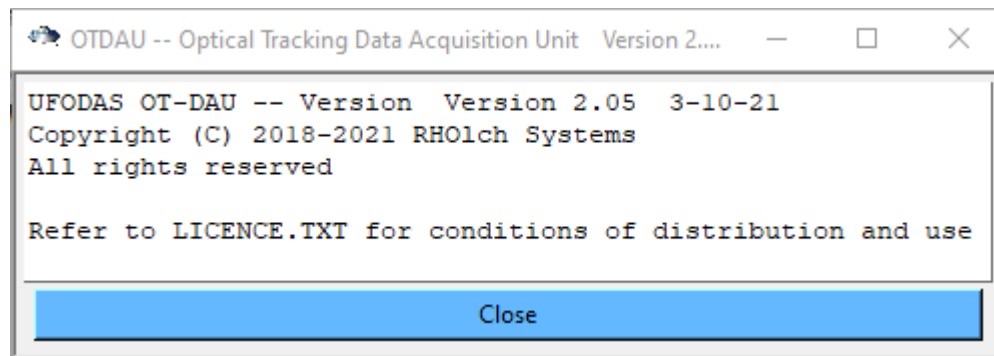 OTDAU -- Optical Tracking Data Acquisition Unit Version 2....
UFODAS OT-DAU -- Version  Version 2.05  3-10-21
Copyright (C) 2018-2021 RHOlch Systems
All rights reserved
Refer to LICENCE.TXT for conditions of distribution and use
Close